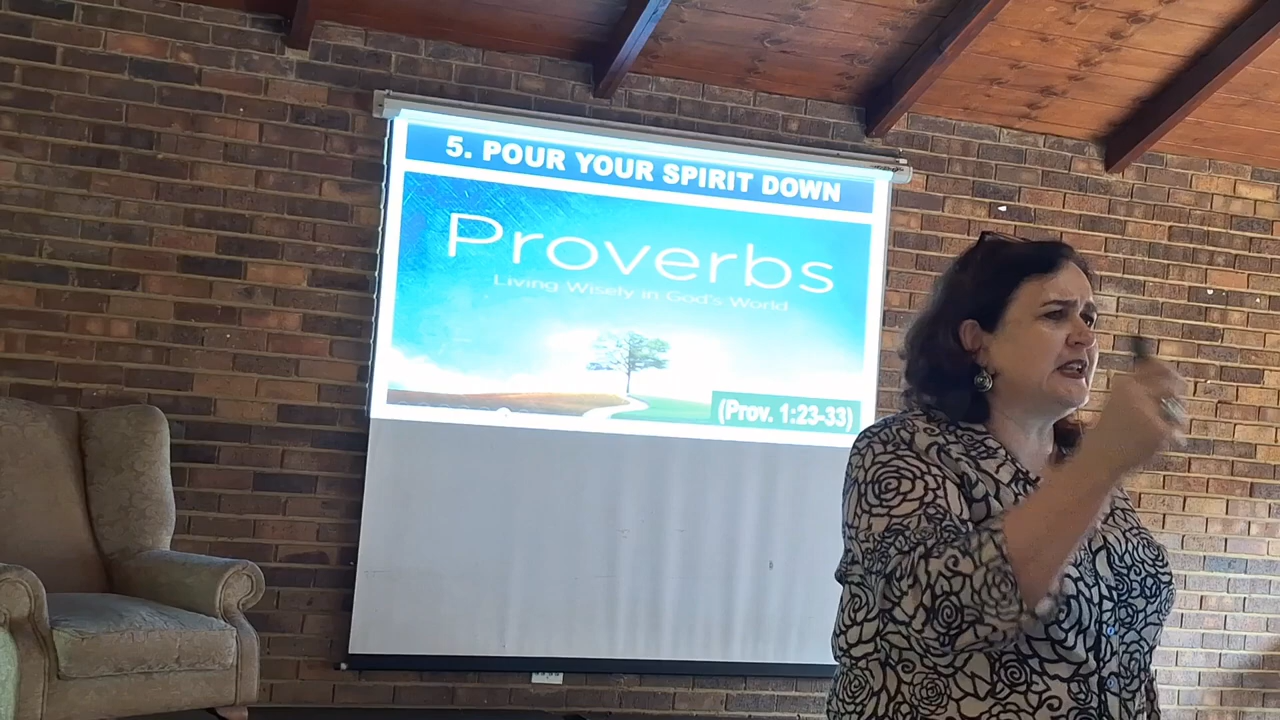 5. POUR YOUR SPIRIT DOWN
Proverbs
Living Wisely in God's World
(Prov. 1:23-33)